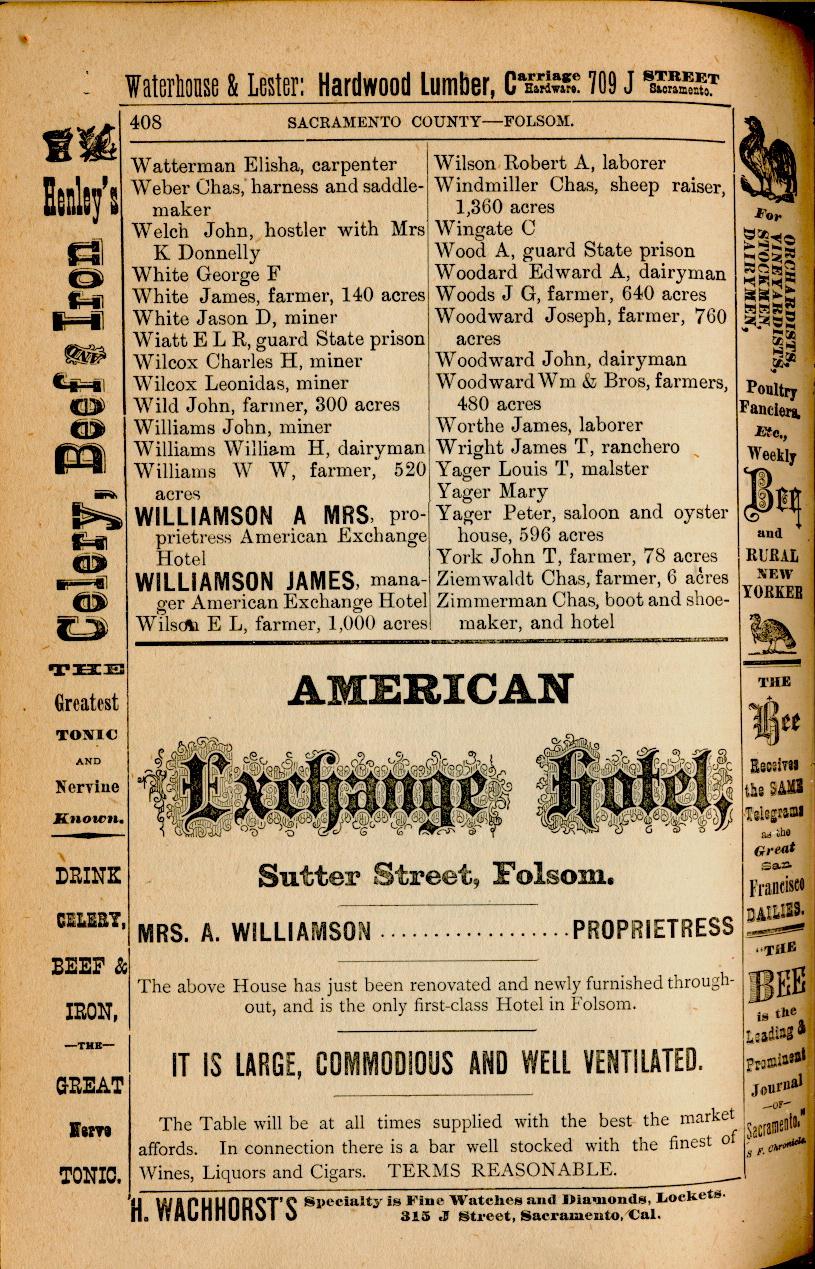 Waterhouse & Lester: Hardwood Lumber, Carriage Hardware. 709 J STREET Sacramento.
408 SACRAMENTO COUNTY—FOLSOM.
Watterman Elisha, carpenter
Weber Chas, harness and saddle-
maker
Welch John, hostler with Mrs
K Donnelly
White George F
White James, farmer, 140 acres
White Jason D, miner
Wiatt E L R, guard State prison
Wilcox Charles H, miner
Wilcox Leonidas, miner
Wild John, farmer, 300 acres
Williams John, miner
Williams William H, dairyman
Williams W W, farmer, 520
acres
WILLIAMSON A MRS, pro-
prietress American Exchange
Hotel
WILLIAMSON JAMES, mana-
ger American Exchange Hotel
Wilson E L, farmer, 1,000 acres
Wilson Robert A, laborer
Windmiller Chas, sheep raiser,
1,360 acres
Wingate C
Wood A, guard State prison
Woodard Edward A, dairyman
Woods J G, farmer, 640 acres
Woodward Joseph, farmer, 760
acres
Woodward John, dairyman
Woodward Wm & Bros, farmers,
480 acres
Worthe James, laborer
Wright James T, ranchero
Yager Louis T, malster
Yager Mary
Yager Peter, saloon and oyster
house, 596 acres
York John T, farmer, 78 acres
Ziemwaldt Chas, farmer, 6 acres
Zimmerman Chas, boot and shoe-
maker, and hotel
AMERICAN
Exchange Hotel,
Sutter Street, Folsom.
MRS. A. WILLIAMSON ..................PROPRIETRESS
The above House has just been renovated and newly furnished through-
out, and is the only first-class Hotel in Folsom.
IT IS LARGE, COMMODIOUS AND WELL VENTILATED.
The Table will be at all times supplied with the best the market
affords. In connection there is a bar well stocked with the finest of
Wines, Liquors and Cigars. TERMS REASONABLE.
H. WACHHORST'S Specialty is Fine Watches and Diamonds, Lockets.
315 J Street, Sacramento, Cal.
Henley's
Celery, Beef AND Iron
THE
Greatest
TONIC
AND
Nervine
Known.
DRINK
CELERY,
BEEF &
IRON,
—THE—
GREAT
Nerve
TONIC.
For
ORCHARDISTS,
VINEYARDISTS,
STOCKMEN,
DAIRYMEN,
Poultry
Fanciers,
Etc.,
Weekly
Bee
and
RURAL
NEW
YORKER
THE
Bee
Receives
the SAME
Telegrams
as the
Great
San
Francisco
DAILIES.
"THE
BEE
is the
Leading &
Prominent
Journal
—OF—
Sacramento."
S F. Chronicle.